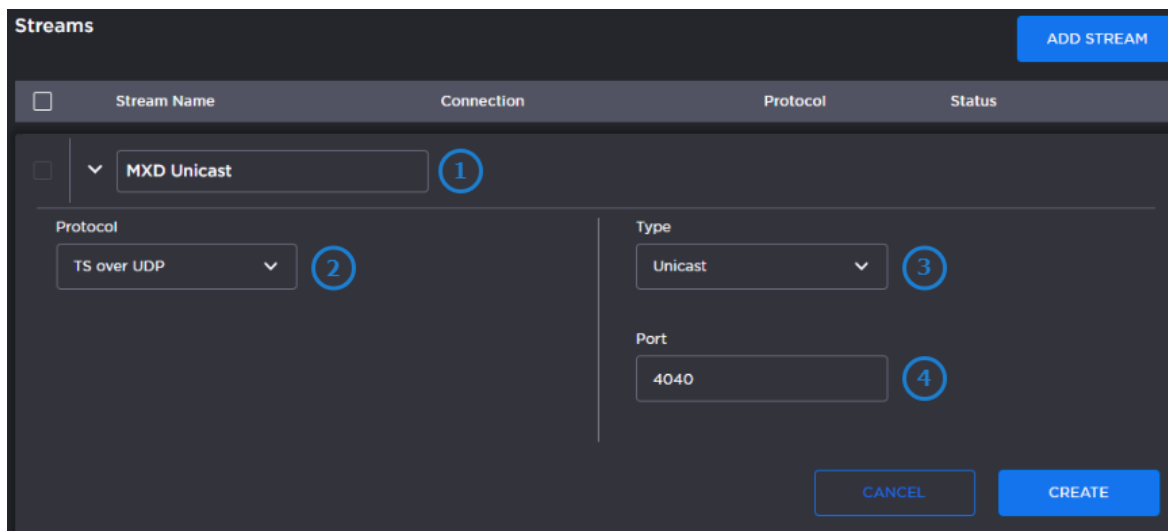 Streams
ADD STREAM
Stream Name Connection Protocol Status
MXD Unicast 1
Protocol Type
TS over UDP 2 Unicast 3
Port
4040 4
CANCEL CREATE